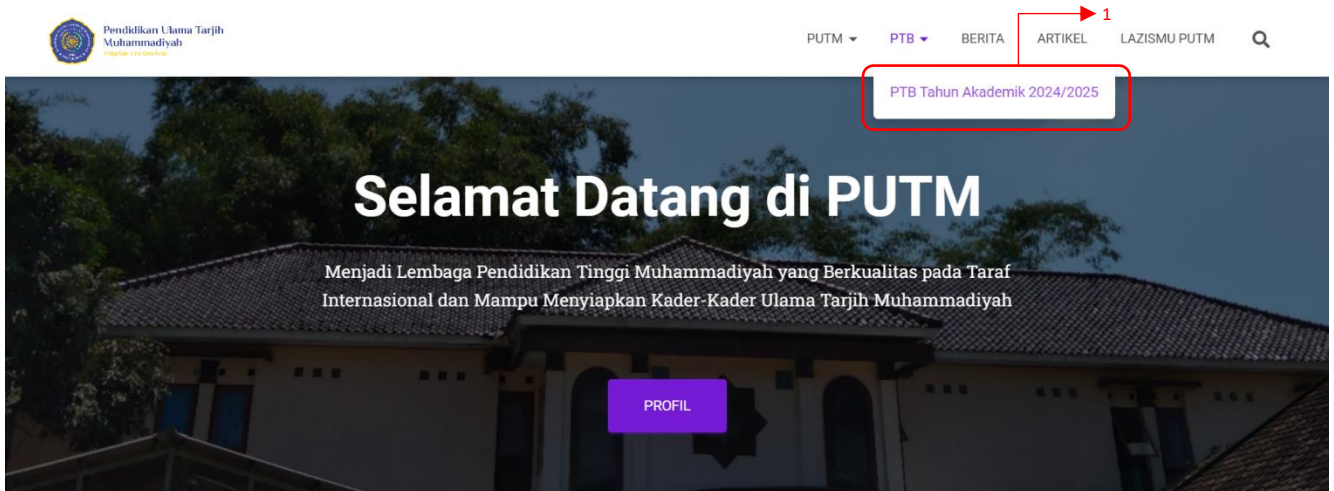 Pendidikan Ulama Tarjih
Muhammadiyah
PUTM
PTB
BERITA
ARTIKEL
LAZISMU PUTM
1
PTB Tahun Akademik 2024/2025
Selamat Datang di PUTM
Menjadi Lembaga Pendidikan Tinggi Muhammadiyah yang Berkualitas pada Taraf
Internasional dan Mampu Menyiapkan Kader-Kader Ulama Tarjih Muhammadiyah
PROFIL